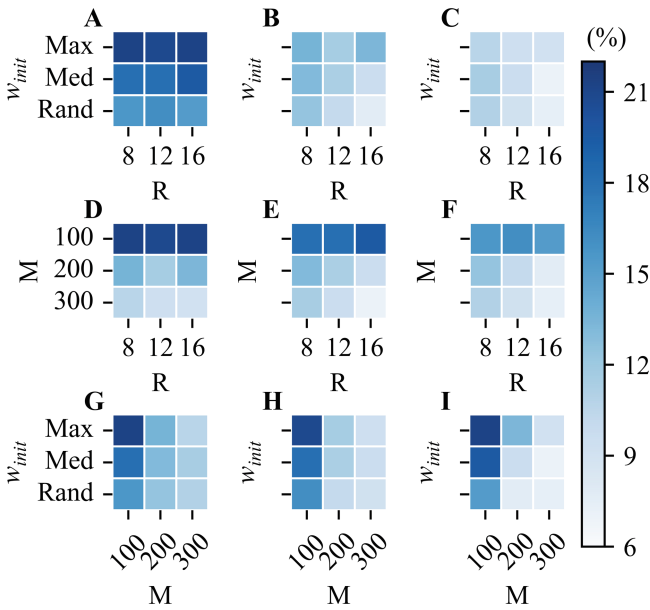 A
B
C
(%)
w_init
Max
Med
Rand
w_init
w_init
8 12 16
8 12 16
8 12 16
R
R
R
21
18
15
12
9
6
D
E
F
M
100
200
300
M
M
8 12 16
8 12 16
8 12 16
R
R
R
G
H
I
w_init
Max
Med
Rand
w_init
w_init
100 200 300
100 200 300
100 200 300
M
M
M